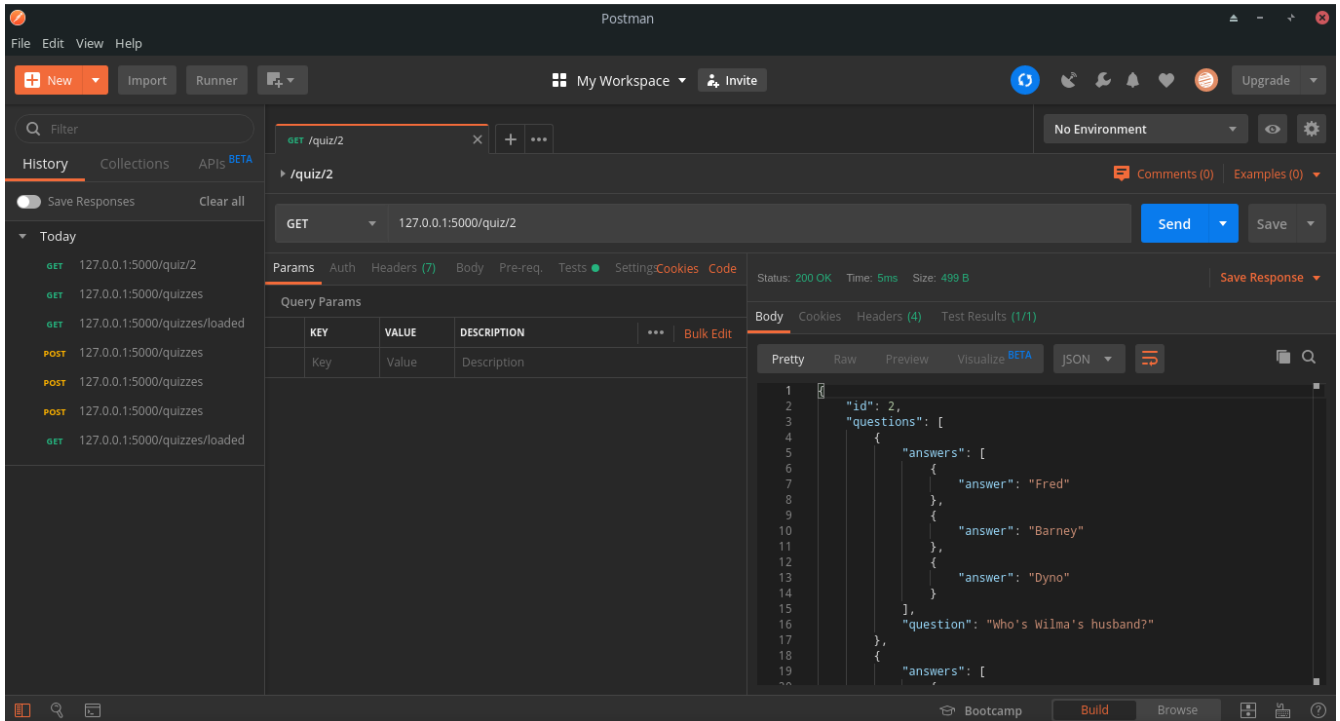 Postman
File Edit View Help
New Import Runner My Workspace Invite Upgrade
Filter
History Collections APIs BETA
Save Responses Clear all
Today
GET 127.0.0.1:5000/quiz/2
GET 127.0.0.1:5000/quizzes
GET 127.0.0.1:5000/quizzes/loaded
POST 127.0.0.1:5000/quizzes
POST 127.0.0.1:5000/quizzes
POST 127.0.0.1:5000/quizzes
GET 127.0.0.1:5000/quizzes/loaded
GET /quiz/2
No Environment
/quiz/2
Comments (0) Examples (0)
GET 127.0.0.1:5000/quiz/2 Send Save
Params Auth Headers (7) Body Pre-req. Tests Settings Cookies Code
Query Params
KEY VALUE DESCRIPTION Bulk Edit
Key Value Description
Status: 200 OK Time: 5ms Size: 499 B Save Response
Body Cookies Headers (4) Test Results (1/1)
Pretty Raw Preview Visualize BETA JSON
1 {
2 "id": 2,
3 "questions": [
4 {
5 "answers": [
6 {
7 "answer": "Fred"
8 },
9 {
10 "answer": "Barney"
11 },
12 {
13 "answer": "Dyno"
14 }
15 ],
16 "question": "Who's Wilma's husband?"
17 },
18 {
19 "answers": [
Bootcamp Build Browse